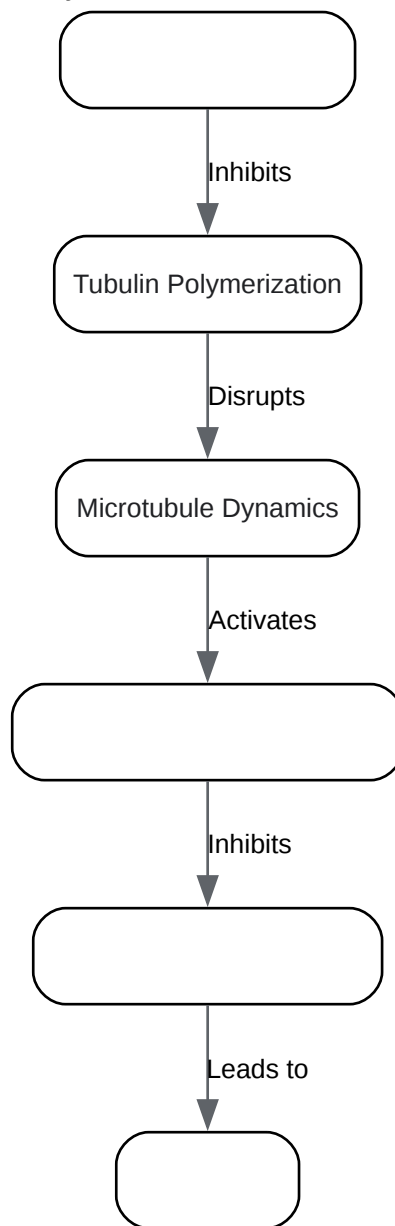 Inhibits
Tubulin Polymerization
Disrupts
Microtubule Dynamics
Activates
Inhibits
Leads to